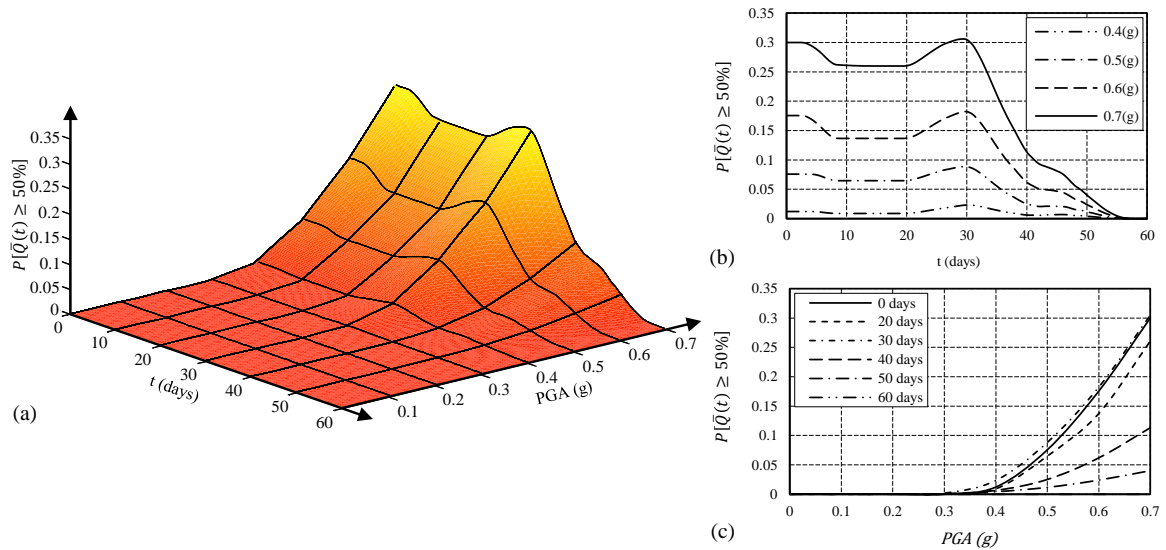 P[Q̄(t) ≥ 50%]
0.35
0.3
0.25
0.2
0.15
0.1
0.05
0
0
10
20
30
40
50
60
t (days)
0.1
0.2
0.3
0.4
0.5
0.6
0.7
PGA (g)
(a)
P[Q̄(t) ≥ 50%]
0.35
0.3
0.25
0.2
0.15
0.1
0.05
0
0 10 20 30 40 50 60
t (days)
0.4(g)
0.5(g)
0.6(g)
0.7(g)
(b)
P[Q̄(t) ≥ 50%]
0.35
0.3
0.25
0.2
0.15
0.1
0.05
0
0 0.1 0.2 0.3 0.4 0.5 0.6 0.7
PGA (g)
0 days
20 days
30 days
40 days
50 days
60 days
(c)